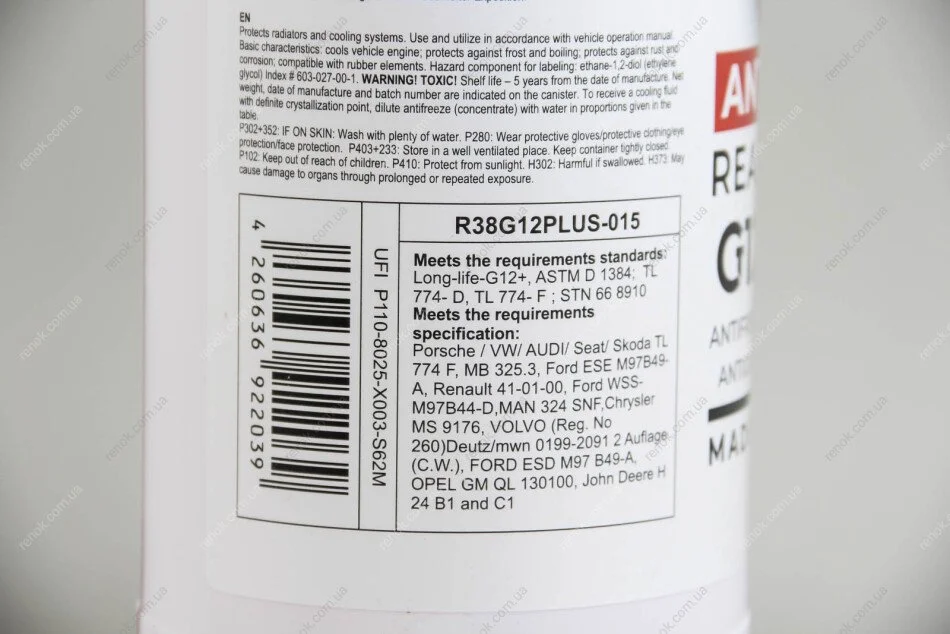 EN
Protects radiators and cooling systems. Use and utilize in accordance with vehicle operation manual.
Basic characteristics: cools vehicle engine; protects against frost and boiling; protects against rust and
corrosion; compatible with rubber elements. Hazard component for labeling: ethane-1,2-diol (ethylene
glycol) Index # 603-027-00-1. WARNING! TOXIC! Shelf life – 5 years from the date of manufacture. Net
weight, date of manufacture and batch number are indicated on the canister. To receive a cooling fluid
with definite crystallization point, dilute antifreeze (concentrate) with water in proportions given in the
table.
P302+352: IF ON SKIN: Wash with plenty of water. P280: Wear protective gloves/protective clothing/eye
protection/face protection. P403+233: Store in a well ventilated place. Keep container tightly closed.
P102: Keep out of reach of children. P410: Protect from sunlight. H302: Harmful if swallowed. H373: May
cause damage to organs through prolonged or repeated exposure.
4 260636 922039
UFI P110-8025-X003-S62M
R38G12PLUS-015
Meets the requirements standards:
Long-life-G12+, ASTM D 1384; TL
774- D, TL 774- F ; STN 66 8910
Meets the requirements
specification:
Porsche / VW/ AUDI/ Seat/ Skoda TL
774 F, MB 325.3, Ford ESE M97B49-
A, Renault 41-01-00, Ford WSS-
M97B44-D,MAN 324 SNF,Chrysler
MS 9176, VOLVO (Reg. No
260)Deutz/mwn 0199-2091 2 Auflage
(C.W.), FORD ESD M97 B49-A,
OPEL GM QL 130100, John Deere H
24 B1 and C1
AN
REA
G1
ANTIF
ANTI
MAD
renok.com.ua